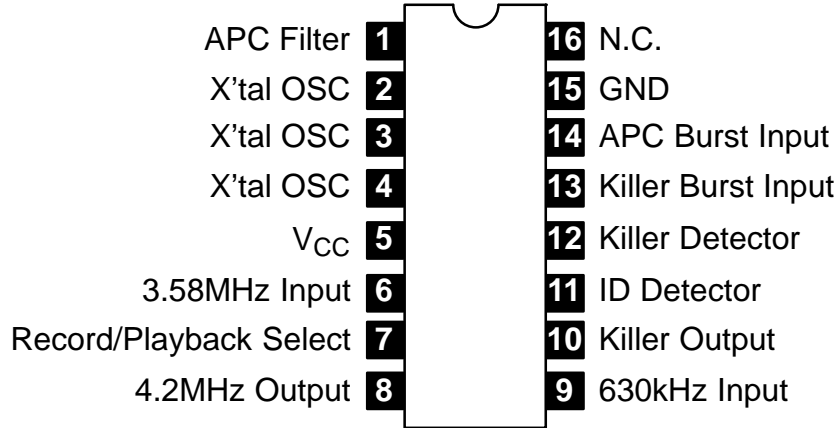 APC Filter 1 16 N.C.
X'tal OSC 2 15 GND
X'tal OSC 3 14 APC Burst Input
X'tal OSC 4 13 Killer Burst Input
VCC 5 12 Killer Detector
3.58MHz Input 6 11 ID Detector
Record/Playback Select 7 10 Killer Output
4.2MHz Output 8 9 630kHz Input